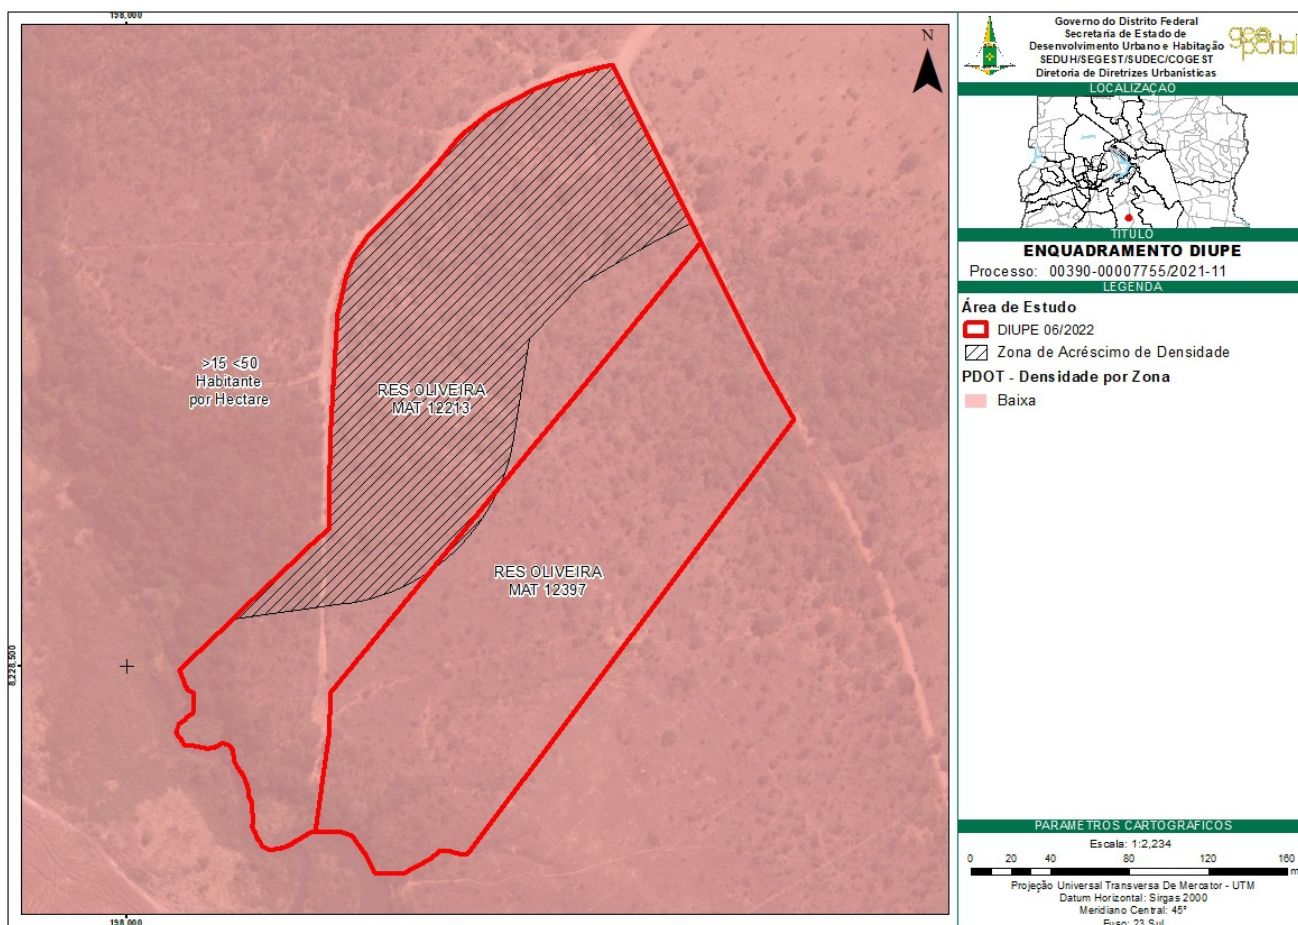 198,000
N
>15 <50
Habitante
por Hectare
RES OLIVEIRA
MAT 12213
RES OLIVEIRA
MAT 12397
8,228,500
198,000
Governo do Distrito Federal
Secretaria de Estado de
Desenvolvimento Urbano e Habitação
SEDUH/SEGEST/SUDEC/COGEST
Diretoria de Diretrizes Urbanísticas
geoportal
LOCALIZAÇÃO
TÍTULO
ENQUADRAMENTO DIUPE
Processo: 00390-00007755/2021-11
LEGENDA
Área de Estudo
DIUPE 06/2022
Zona de Acréscimo de Densidade
PDOT - Densidade por Zona
Baixa
PARÂMETROS CARTOGRÁFICOS
Escala: 1:2,234
0 20 40 80 120 160
m
Projeção Universal Transversa De Mercator - UTM
Datum Horizontal: Sirgas 2000
Meridiano Central: 45°
Fuso: 23 Sul